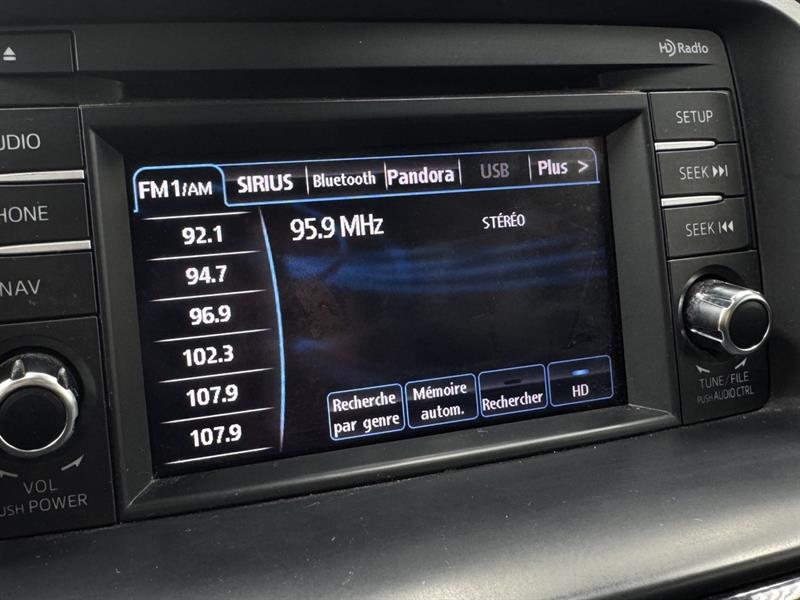 HD Radio
UDIO
SETUP
FM1/AM SIRIUS Bluetooth Pandora USB Plus >
SEEK
PHONE
92.1
95.9 MHz
STÉRÉO
94.7
SEEK
NAV
96.9
102.3
107.9
107.9
Recherche par genre
Mémoire autom.
Rechercher
HD
TUNE/FILE
PUSH AUDIO CTRL
VOL
PUSH POWER